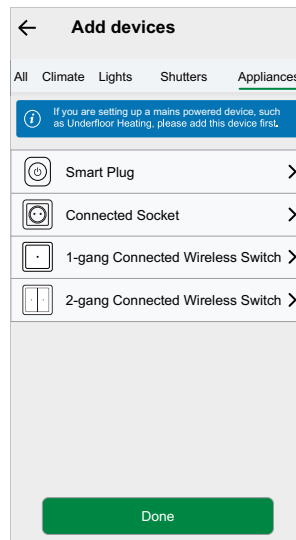 Add devices
All Climate Lights Shutters Appliances
If you are setting up a mains powered device, such
as Underfloor Heating, please add this device first.
Smart Plug
Connected Socket
1-gang Connected Wireless Switch
2-gang Connected Wireless Switch
Done